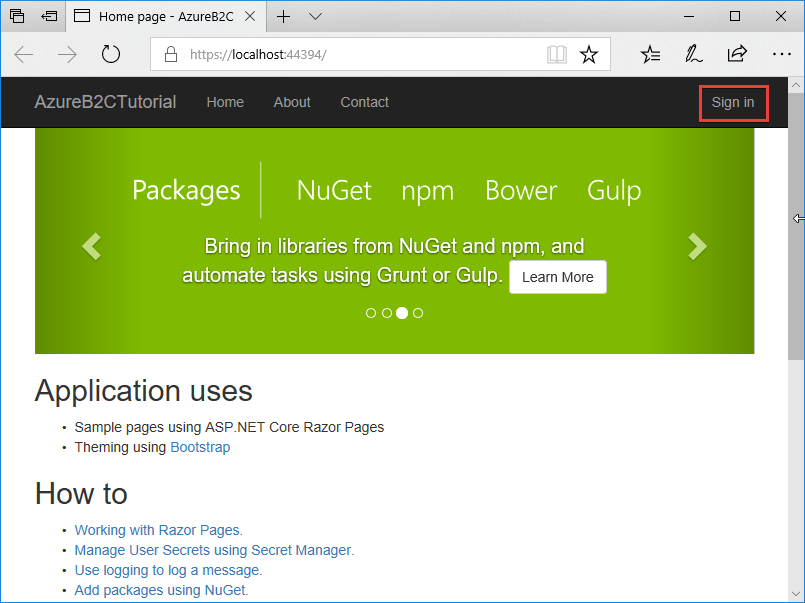 Home page - AzureB2C
https://localhost:44394/
AzureB2CTutorial Home About Contact Sign in
Packages NuGet npm Bower Gulp
Bring in libraries from NuGet and npm, and
automate tasks using Grunt or Gulp. Learn More
Application uses
• Sample pages using ASP.NET Core Razor Pages
• Theming using Bootstrap
How to
• Working with Razor Pages.
• Manage User Secrets using Secret Manager.
• Use logging to log a message.
• Add packages using NuGet.